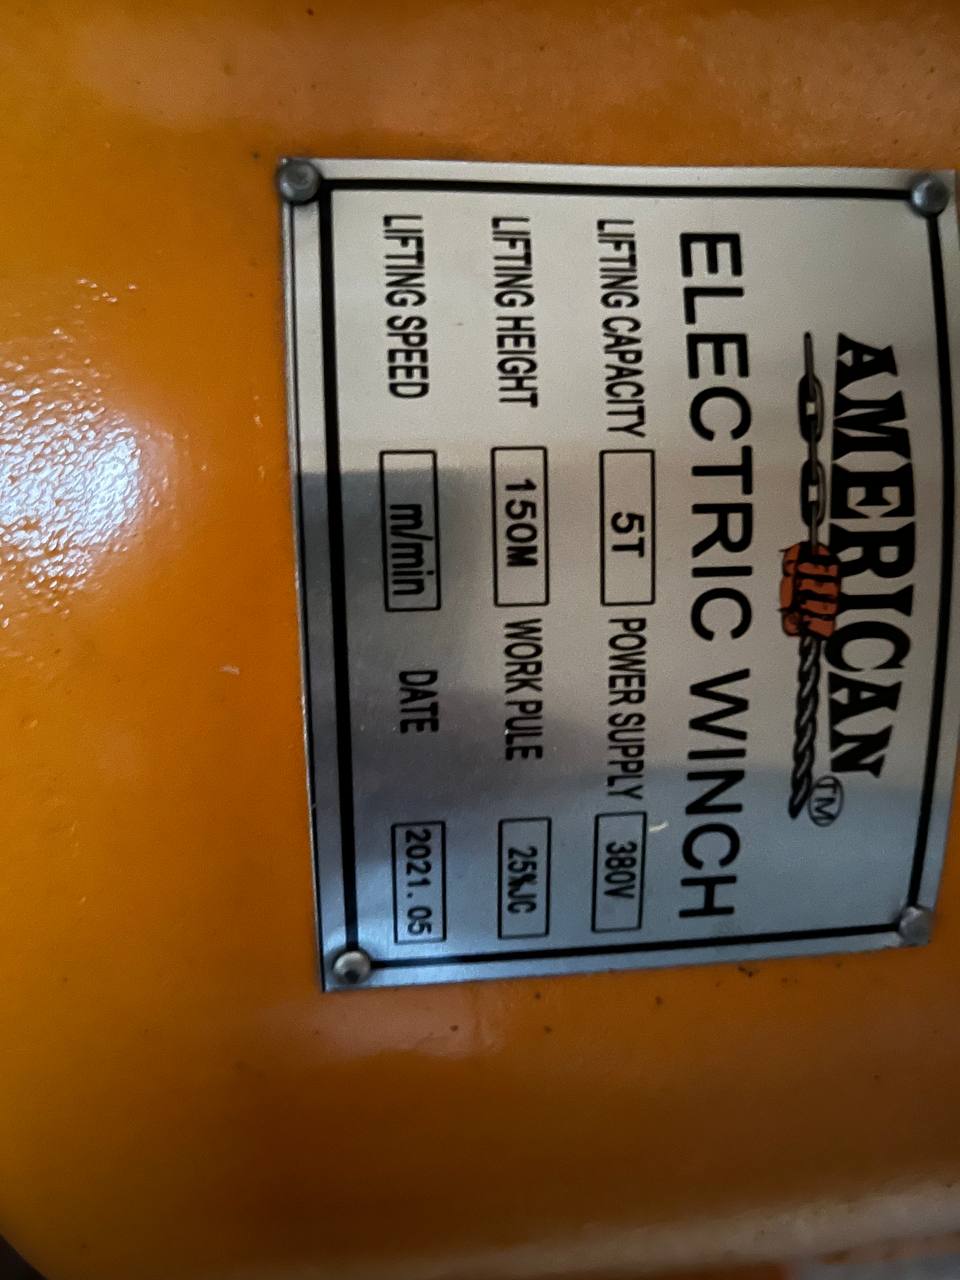 AMERICAN
TM
ELECTRIC WINCH
LIFTING CAPACITY 5T POWER SUPPLY 380V
LIFTING HEIGHT 150M WORK PULE 25%JC
LIFTING SPEED m/min DATE 2021.05